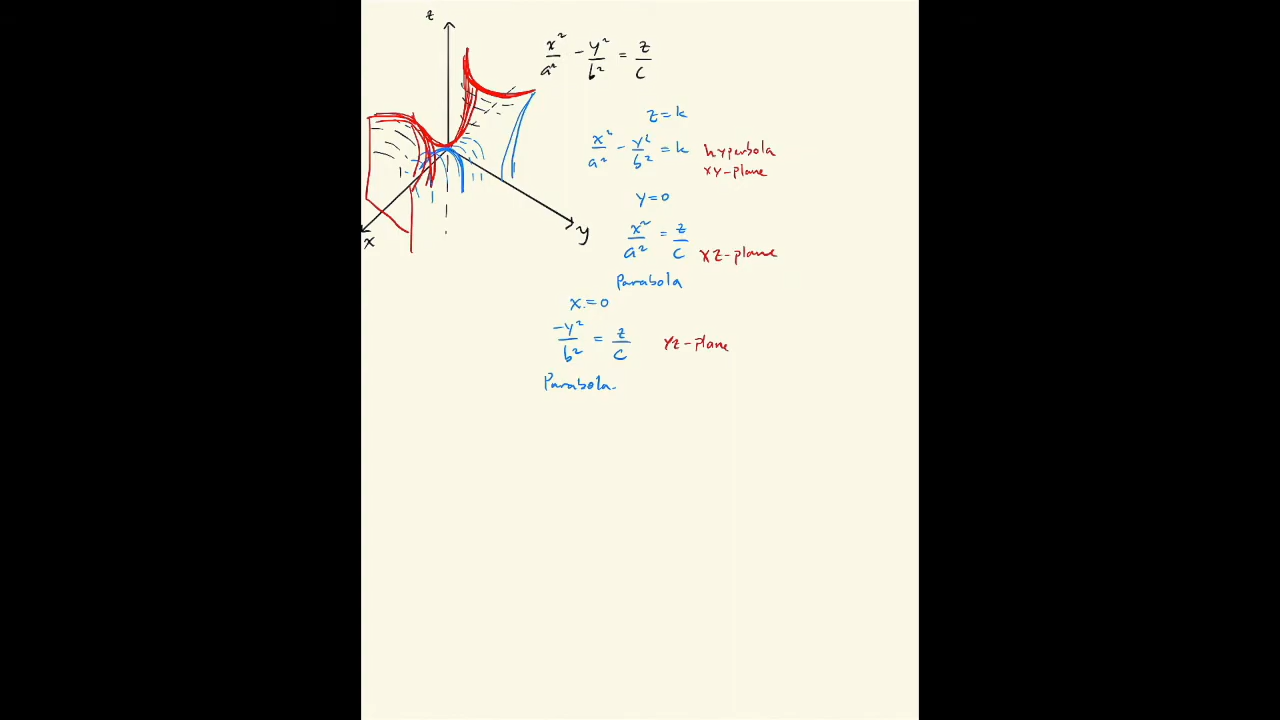 z
x²/a² - y²/b² = z/c
z = k
x²/a² - y²/b² = k hyperbola
xy-plane
y = 0
x²/a² = z/c xz-plane
Parabola
x = 0
-y²/b² = z/c yz-plane
Parabola.
x
y